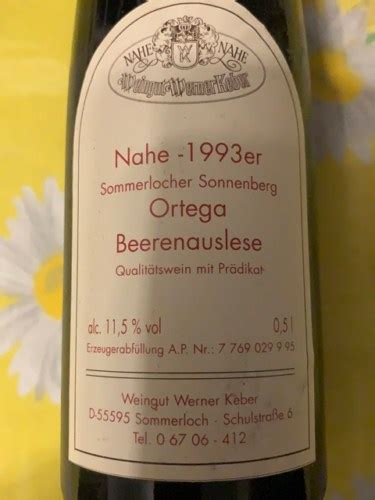 NAHE NAHE
WK
Weingut Werner Keber
Nahe -1993er
Sommerlocher Sonnenberg
Ortega
Beerenauslese
Qualitätswein mit Prädikat
alc. 11,5 % vol 0,5 l
Erzeugerabfüllung A.P. Nr.: 7 769 029 9 95
Weingut Werner Keber
D-55595 Sommerloch - Schulstraße 6
Tel. 0 67 06 - 412